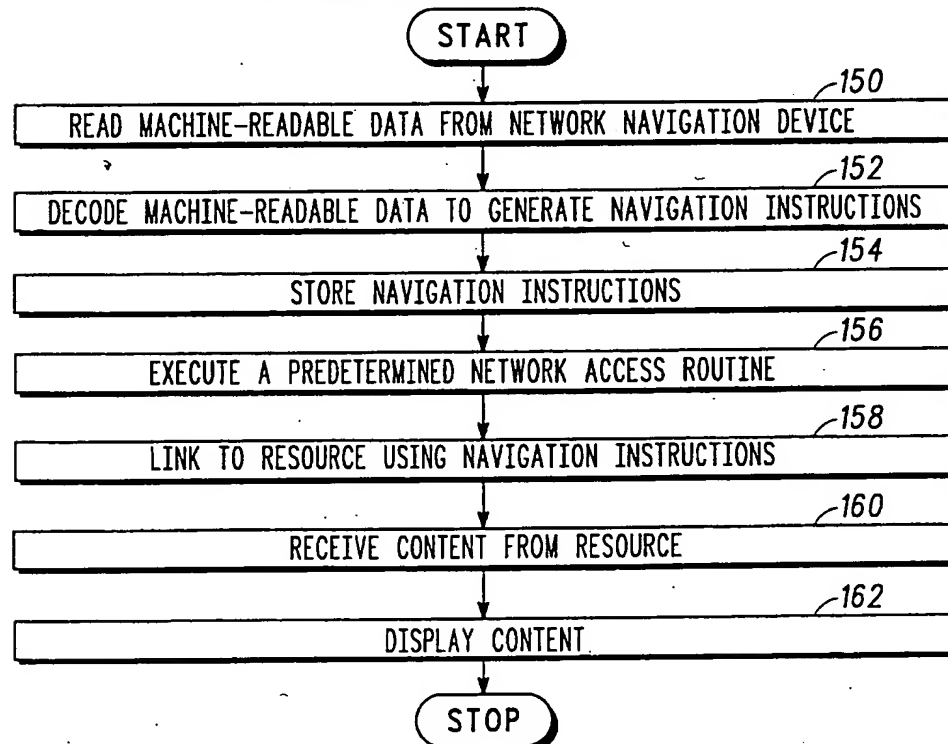 START
150
READ MACHINE-READABLE DATA FROM NETWORK NAVIGATION DEVICE
152
DECODE MACHINE-READABLE DATA TO GENERATE NAVIGATION INSTRUCTIONS
154
STORE NAVIGATION INSTRUCTIONS
156
EXECUTE A PREDETERMINED NETWORK ACCESS ROUTINE
158
LINK TO RESOURCE USING NAVIGATION INSTRUCTIONS
160
RECEIVE CONTENT FROM RESOURCE
162
DISPLAY CONTENT
STOP